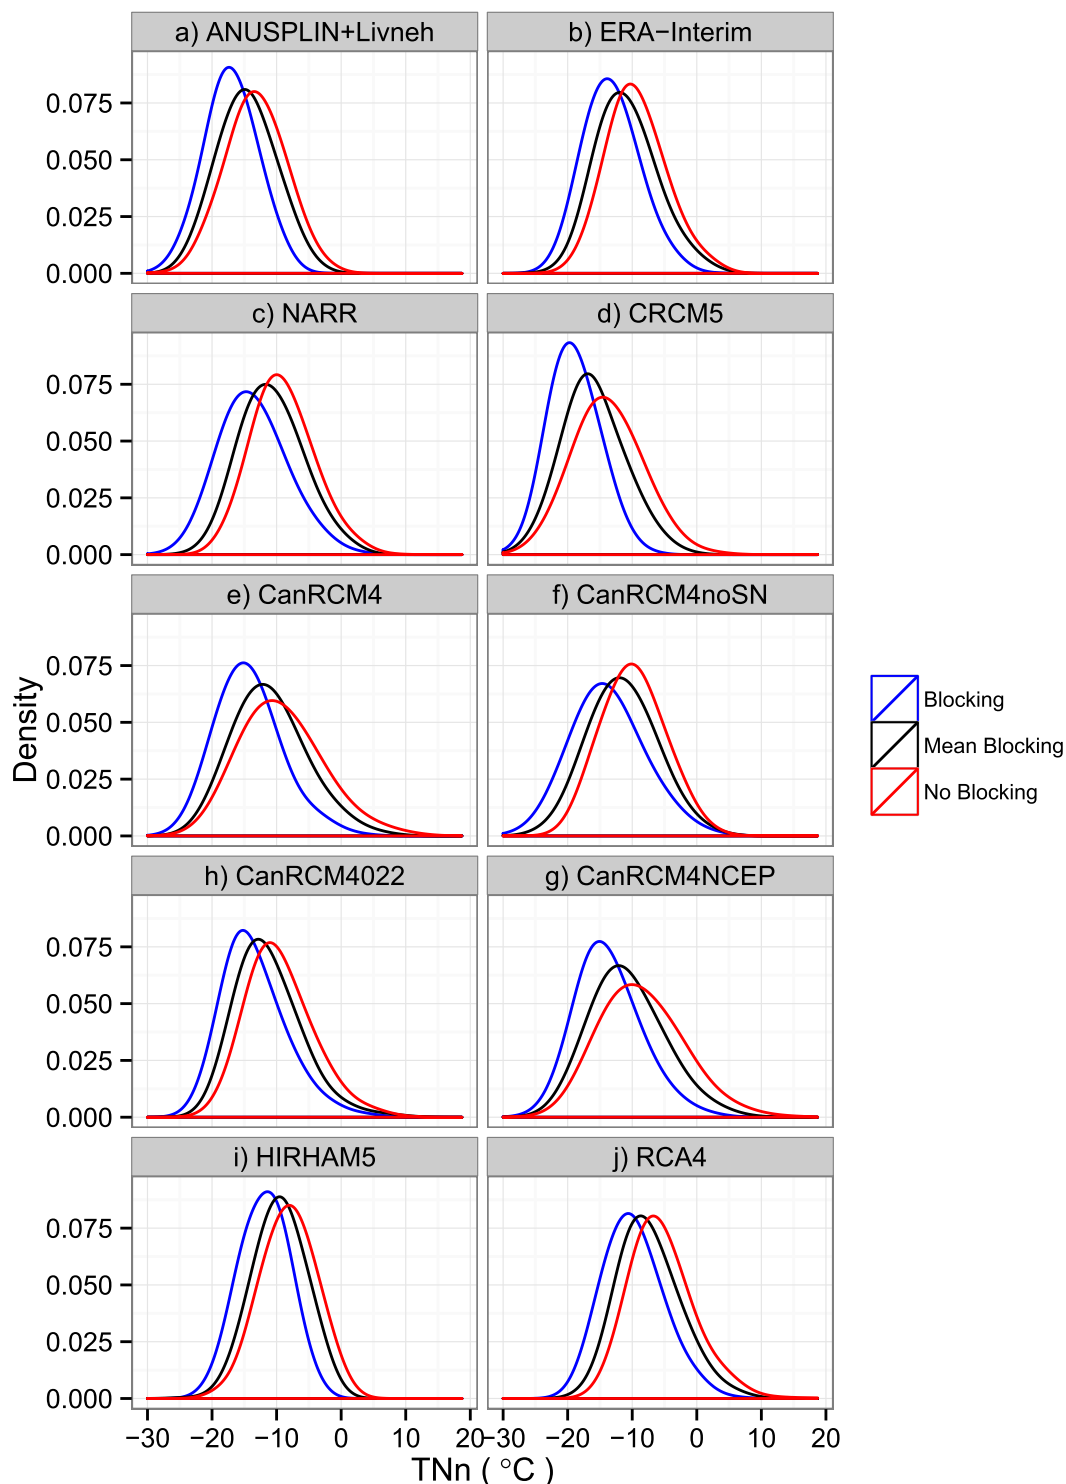 a) ANUSPLIN+Livneh
b) ERA−Interim
0.075
0.050
0.025
0.000
c) NARR
d) CRCM5
0.075
0.050
0.025
0.000
e) CanRCM4
f) CanRCM4noSN
0.075
0.050
0.025
0.000
Density
Blocking
Mean Blocking
No Blocking
h) CanRCM4022
g) CanRCM4NCEP
0.075
0.050
0.025
0.000
i) HIRHAM5
j) RCA4
0.075
0.050
0.025
0.000
−30 −20 −10 0 10 20
−30 −20 −10 0 10 20
TNn ( °C )